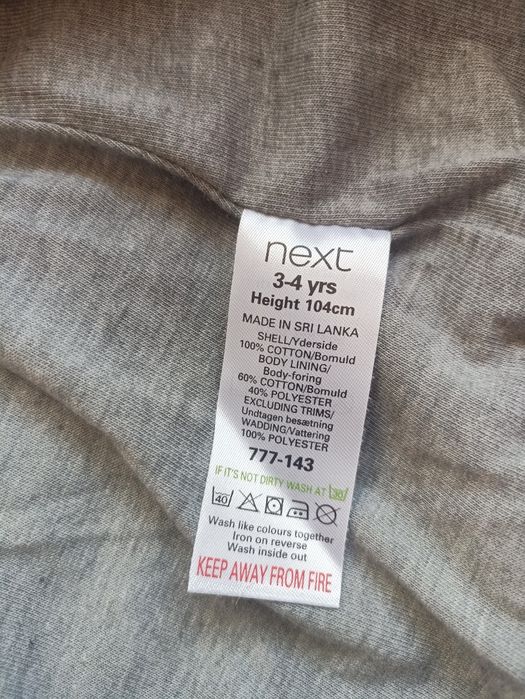 next
3-4 yrs
Height 104cm
MADE IN SRI LANKA
SHELL/Yderside
100% COTTON/Bomuld
BODY LINING/
Body-foring
60% COTTON/Bomuld
40% POLYESTER
EXCLUDING TRIMS/
Undtagen besætning
WADDING/Vattering
100% POLYESTER
777-143
IF IT'S NOT DIRTY WASH AT 30
40
Wash like colours together
Iron on reverse
Wash inside out
KEEP AWAY FROM FIRE